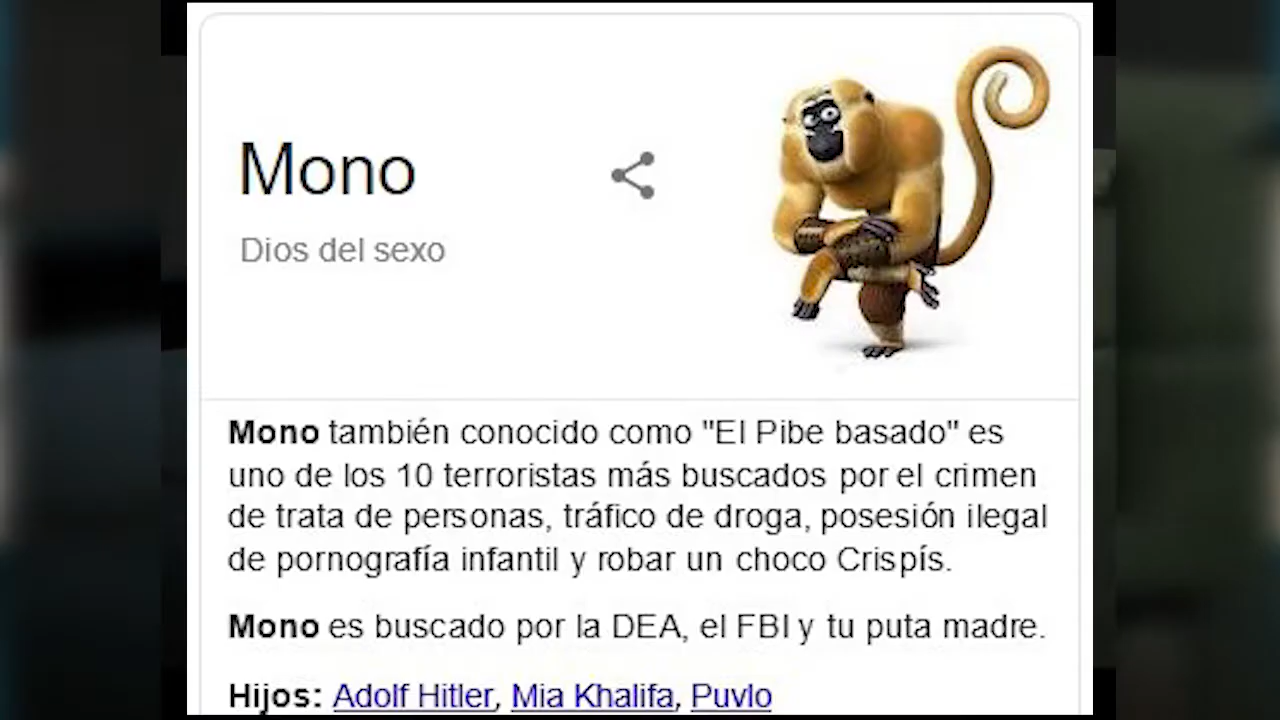 Mono
Dios del sexo
Mono también conocido como "El Pibe basado" es
uno de los 10 terroristas más buscados por el crimen
de trata de personas, tráfico de droga, posesión ilegal
de pornografía infantil y robar un choco Crispís.
Mono es buscado por la DEA, el FBI y tu puta madre.
Hijos: Adolf Hitler, Mia Khalifa, Puvlo